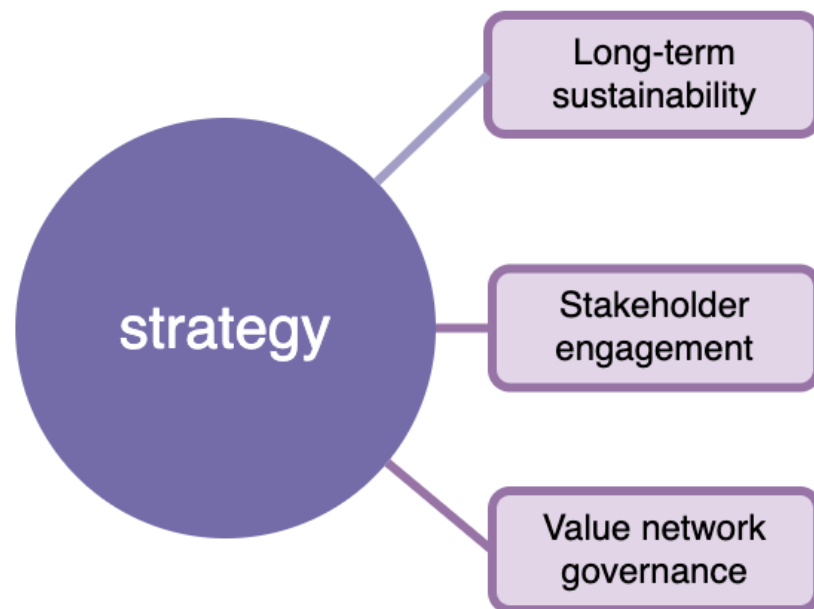 Long-term
sustainability
strategy
Stakeholder
engagement
Value network
governance